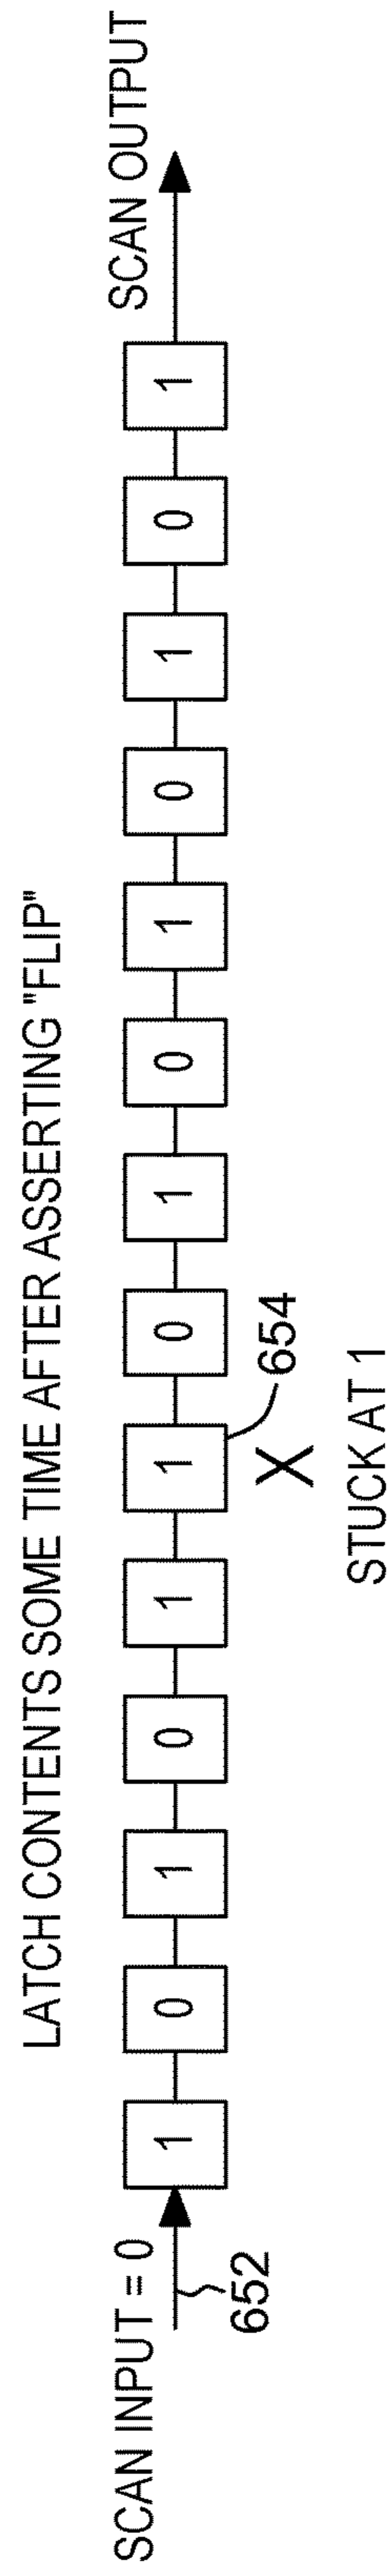 LATCH CONTENTS SOME TIME AFTER ASSERTING "FLIP"
SCAN INPUT = 0
SCAN OUTPUT
1 0 1 0 1 1 0 1 0 1 0 1 0 1
652
654
X
STUCK AT 1